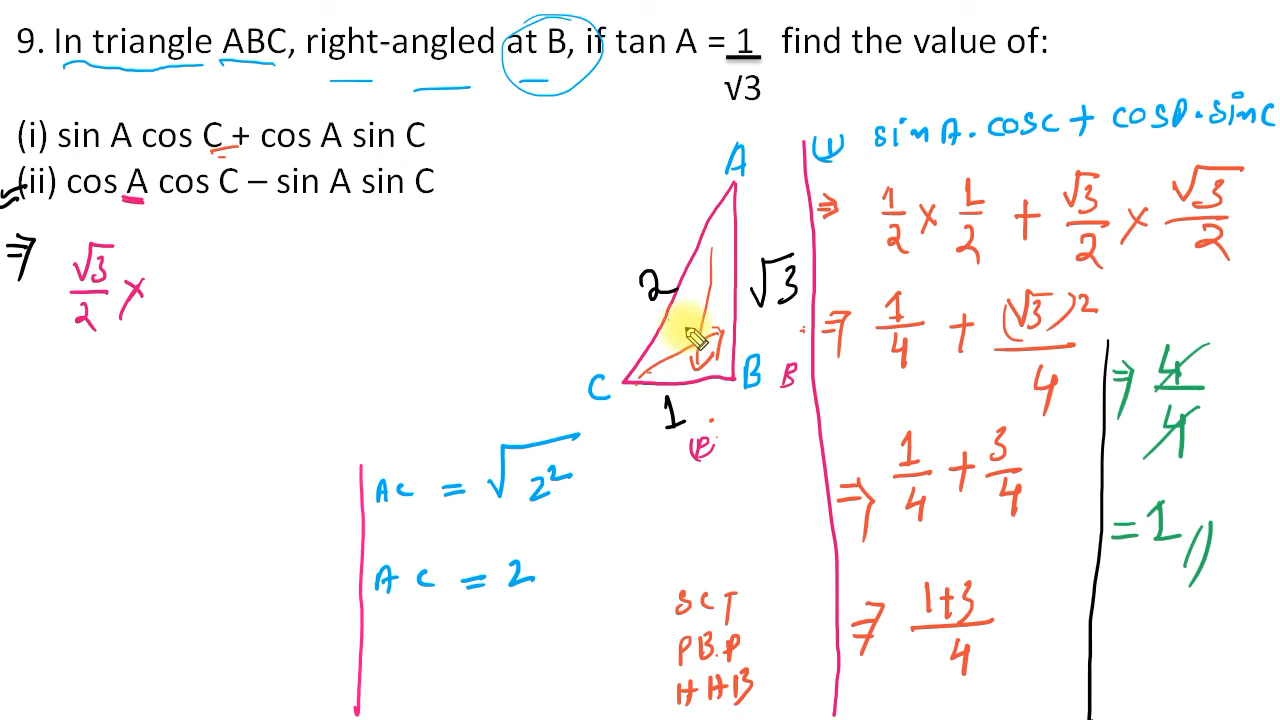 9. In triangle ABC, right-angled at B, if tan A = 1/√3 find the value of:
(i) sin A cos C + cos A sin C
(ii) cos A cos C – sin A sin C
⇒ √3/2 ×
A
2
√3
C
B
B
1
AC = √2²
AC = 2
S C T
P B. P
H H B
(1) sin A . cos C + cos A . sin C
⇒ 1/2 × 1/2 + √3/2 × √3/2
⇒ 1/4 + (√3)²/4
⇒ 1/4 + 3/4
⇒ 1+3/4
⇒ 4/4
= 1 //